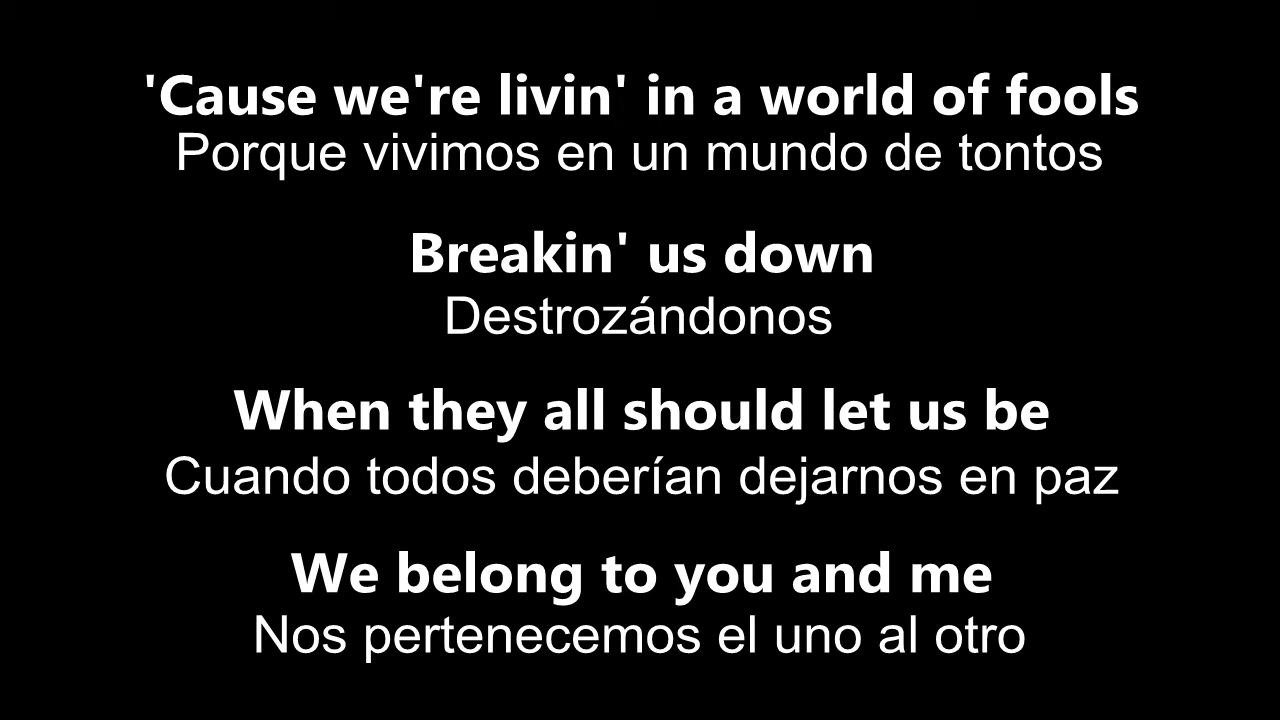 'Cause we're livin' in a world of fools
Porque vivimos en un mundo de tontos
Breakin' us down
Destrozándonos
When they all should let us be
Cuando todos deberían dejarnos en paz
We belong to you and me
Nos pertenecemos el uno al otro